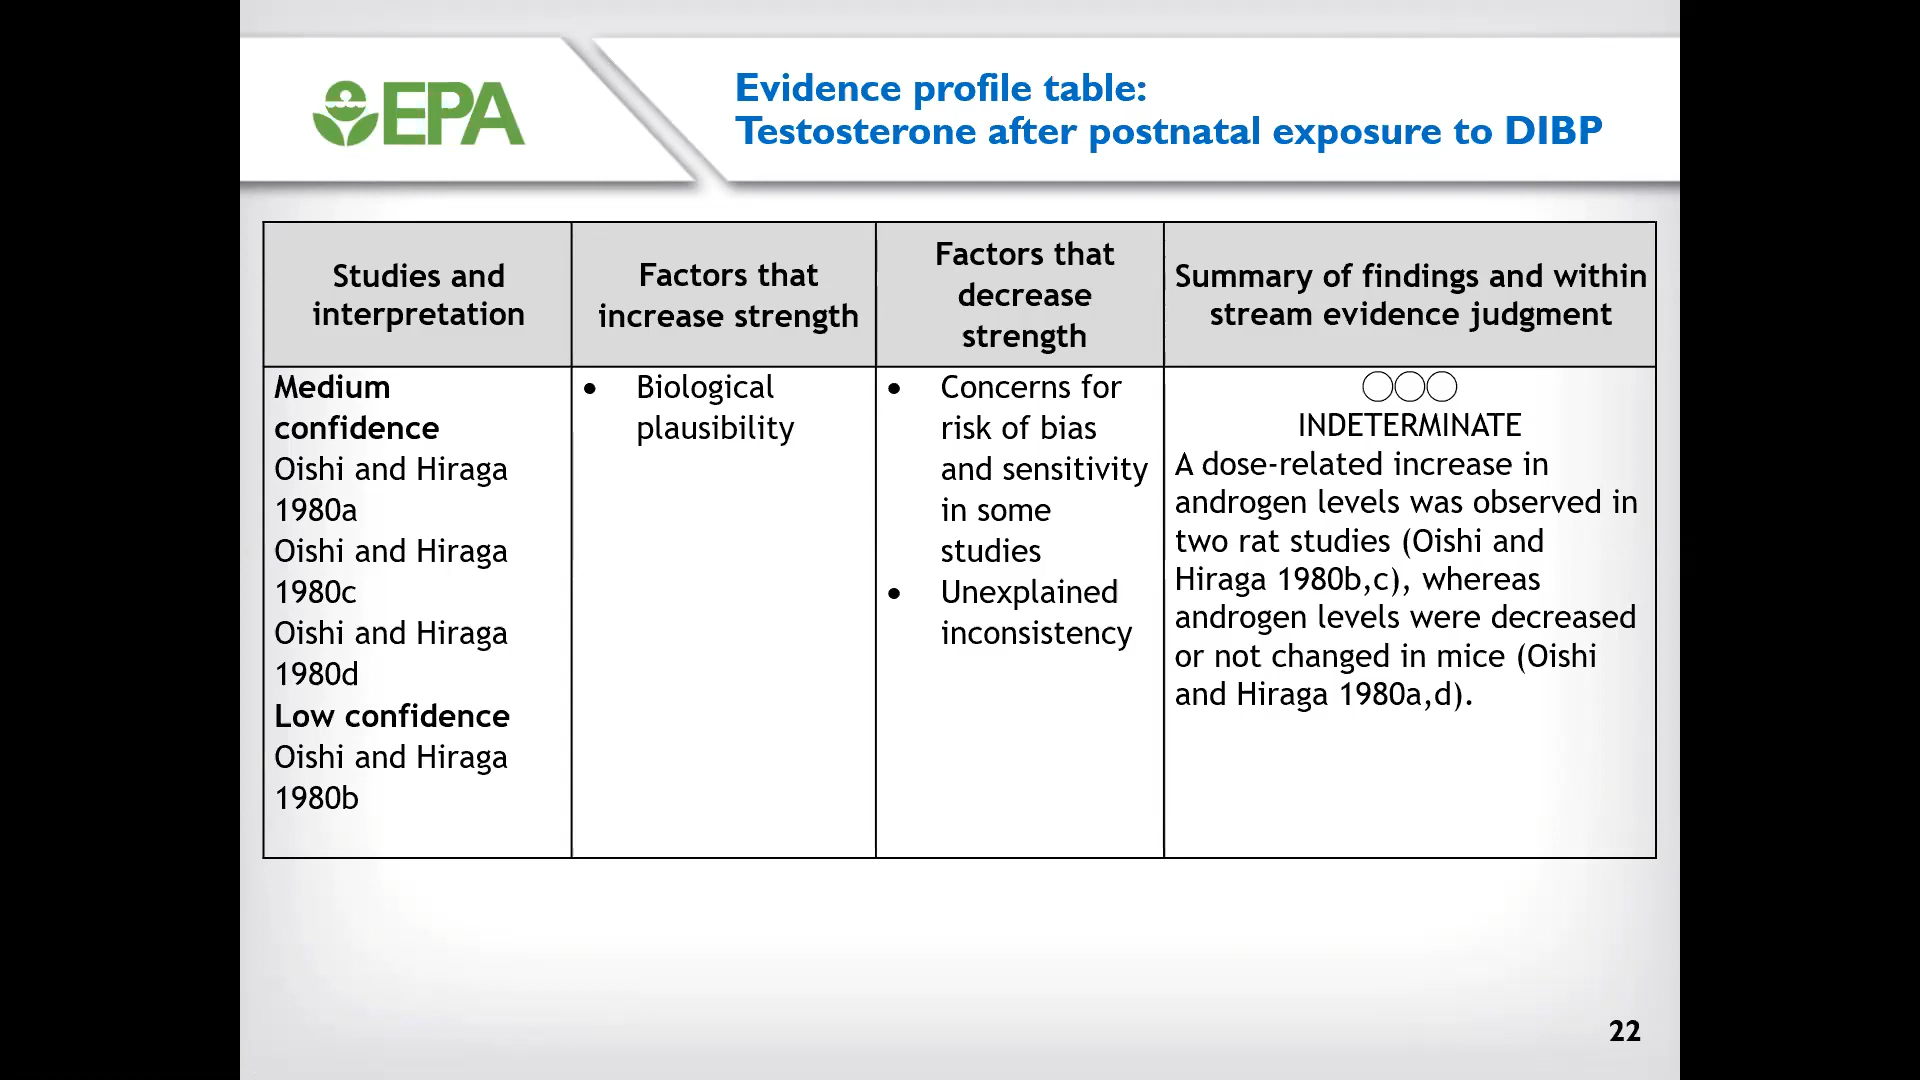 EPA
Evidence profile table:
Testosterone after postnatal exposure to DIBP
Studies and
interpretation
Factors that
increase strength
Factors that
decrease
strength
Summary of findings and within
stream evidence judgment
Medium
confidence
Oishi and Hiraga
1980a
Oishi and Hiraga
1980c
Oishi and Hiraga
1980d
Low confidence
Oishi and Hiraga
1980b
• Biological
plausibility
• Concerns for
risk of bias
and sensitivity
in some
studies
• Unexplained
inconsistency
◯◯◯
INDETERMINATE
A dose-related increase in
androgen levels was observed in
two rat studies (Oishi and
Hiraga 1980b,c), whereas
androgen levels were decreased
or not changed in mice (Oishi
and Hiraga 1980a,d).
22